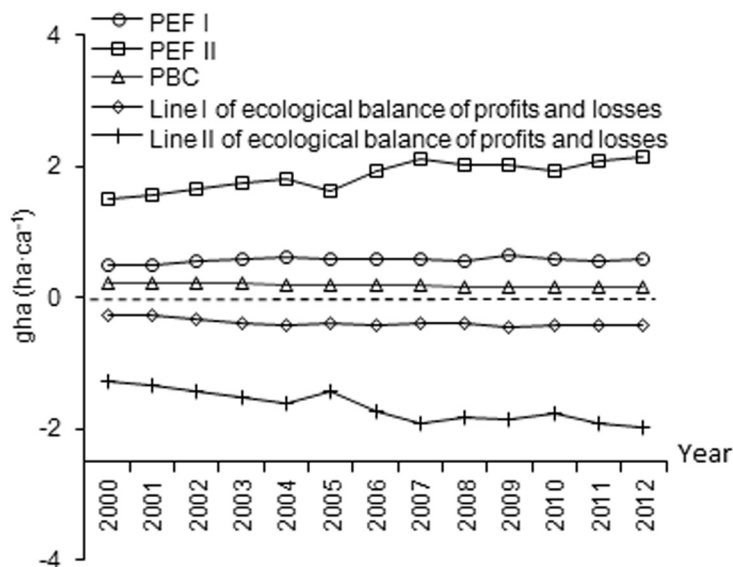 4
PEF I
PEF II
PBC
Line I of ecological balance of profits and losses
Line II of ecological balance of profits and losses
2
gha (ha·ca⁻¹)
0
-2
Year
2000 2001 2002 2003 2004 2005 2006 2007 2008 2009 2010 2011 2012
-4